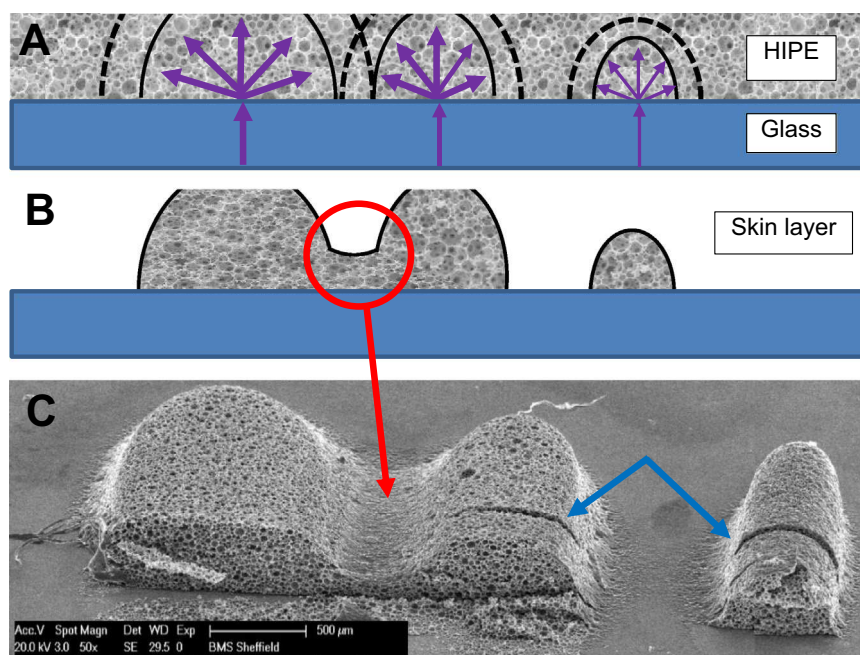 A
HIPE
Glass
B
Skin layer
C
Acc.V Spot Magn Det WD Exp 500 µm
20.0 kV 3.0 50x SE 29.5 0 BMS Sheffield